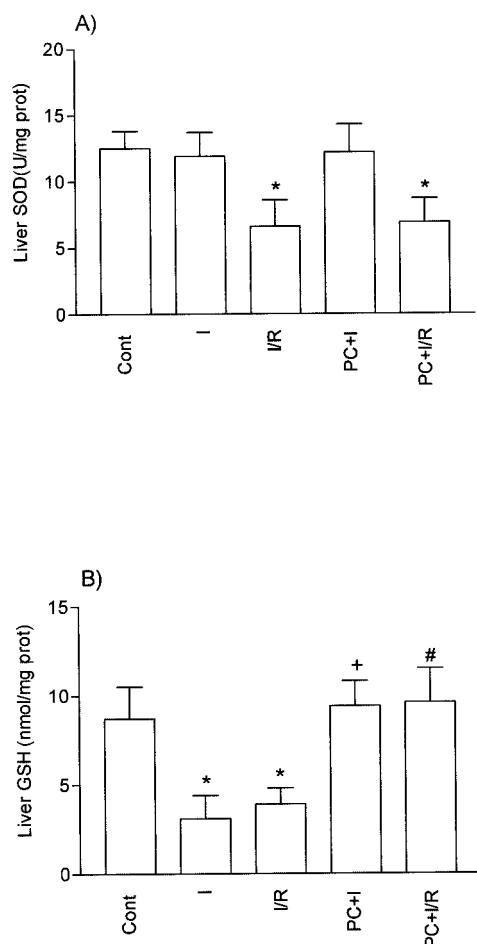 A)
Liver SOD(U/mg prot)
20
15
10
5
0
* *
Cont I I/R PC+I PC+I/R
B)
Liver GSH (nmol/mg prot)
15
10
5
0
* * + #
Cont I I/R PC+I PC+I/R